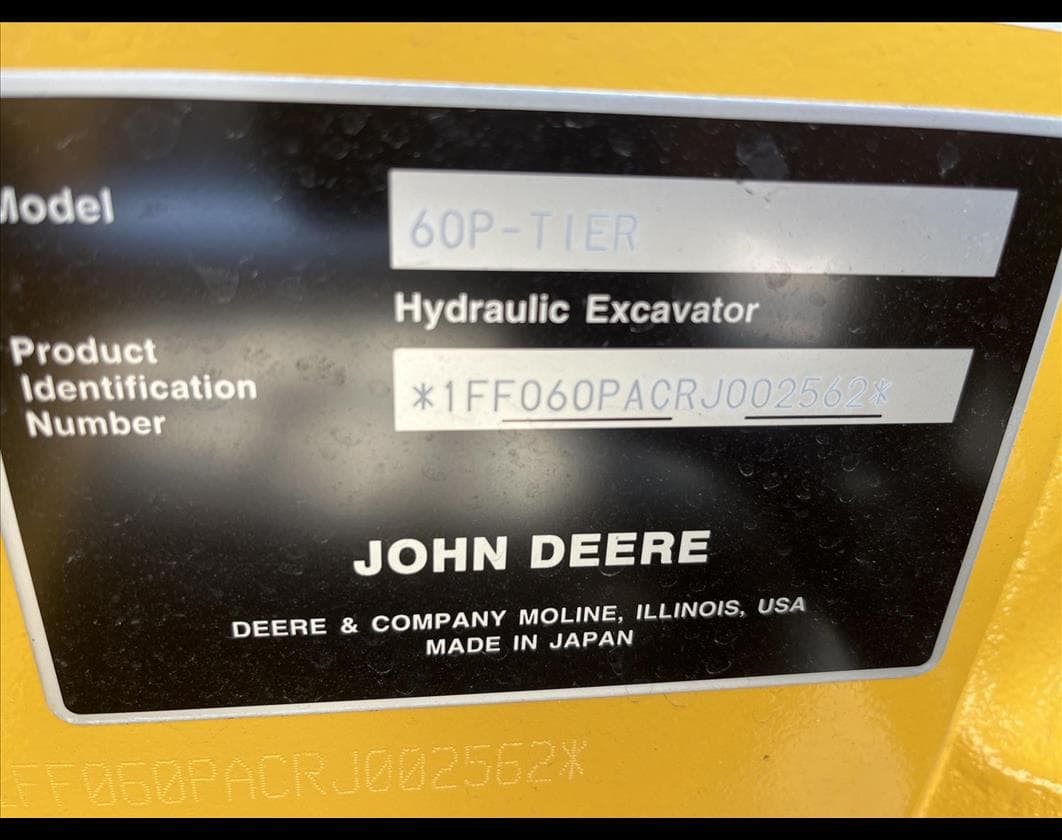 Model
60P-TIER
Hydraulic Excavator
Product
Identification
Number
*1FF060PACRJ002562*
JOHN DEERE
DEERE & COMPANY MOLINE, ILLINOIS, USA
MADE IN JAPAN
1FF060PACRJ002562*